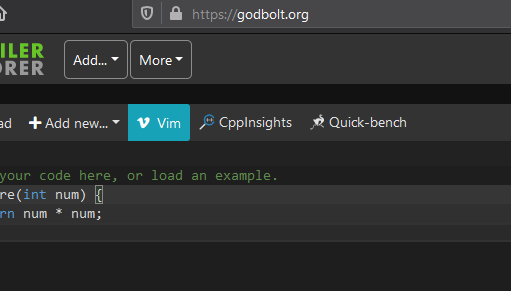 https://godbolt.org
ILER
ORER
Add...
More
ad
Add new...
Vim
CppInsights
Quick-bench
your code here, or load an example.
re(int num) {
rn num * num;